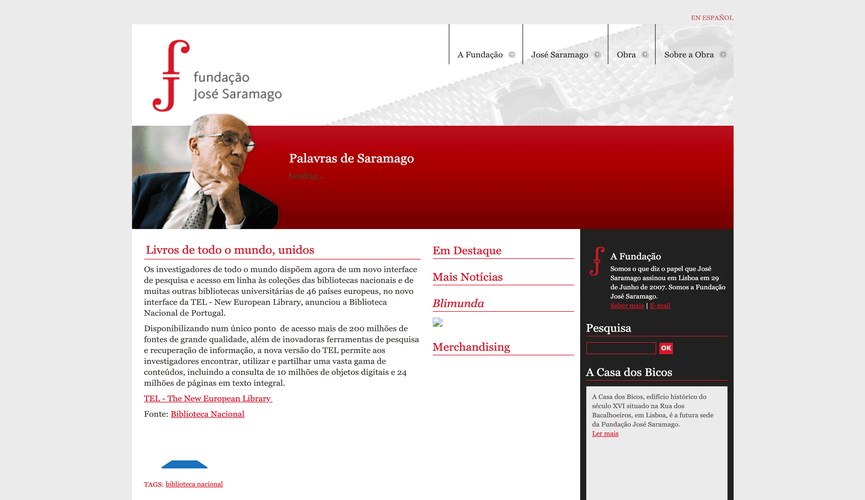 EN ESPAÑOL
A Fundação
José Saramago
Obra
Sobre a Obra
fundação
José Saramago
Palavras de Saramago
Livros de todo o mundo, unidos
Os investigadores de todo o mundo dispõem agora de um novo interface
de pesquisa e acesso em linha às coleções das bibliotecas nacionais e de
muitas outras bibliotecas universitárias de 46 países europeus, no novo
interface da TEL - New European Library, anunciou a Biblioteca
Nacional de Portugal.
Disponibilizando num único ponto de acesso mais de 200 milhões de
fontes de grande qualidade, além de inovadoras ferramentas de pesquisa
e recuperação de informação, a nova versão do TEL permite aos
investigadores encontrar, utilizar e partilhar uma vasta gama de
conteúdos, incluindo a consulta de 10 milhões de objetos digitais e 24
milhões de páginas em texto integral.
TEL - The New European Library
Fonte: Biblioteca Nacional
TAGS: biblioteca nacional
Em Destaque
Mais Notícias
Blimunda
Merchandising
A Fundação
Somos o que diz o papel que José
Saramago assinou em Lisboa em 29
de Junho de 2007. Somos a Fundação
José Saramago.
Saber mais | E-mail
Pesquisa
OK
A Casa dos Bicos
A Casa dos Bicos, edifício histórico do
século XVI situado na Rua dos
Bacalhoeiros, em Lisboa, é a futura sede
da Fundação José Saramago.
Ler mais